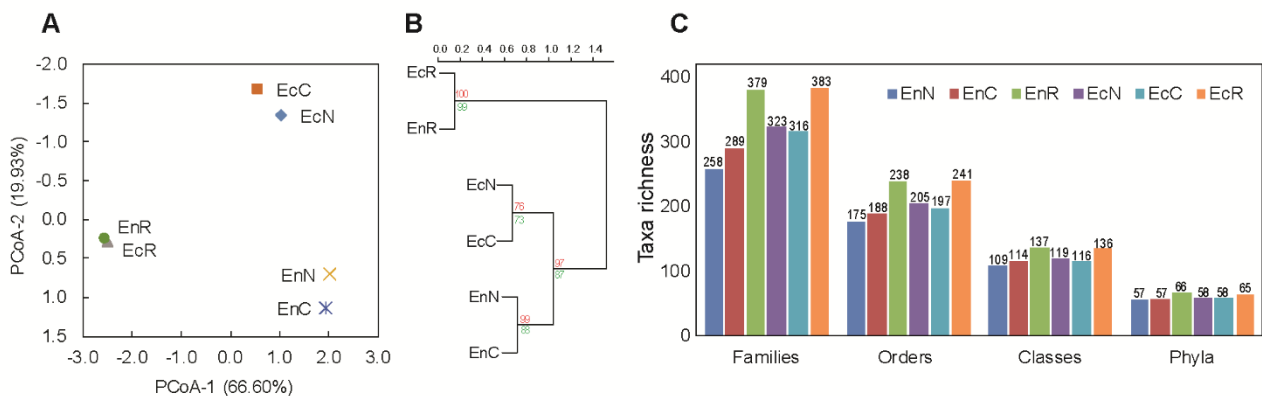 A
-2.0
-1.5
-1.0
-0.5
0.0
0.5
1.0
1.5
PCoA-2 (19.93%)
EcC
EcN
EnR
EcR
EnN
EnC
-3.0 -2.0 -1.0 0.0 1.0 2.0 3.0
PCoA-1 (66.60%)
B
0.0 0.2 0.4 0.6 0.8 1.0 1.2 1.4
EcR
100
99
EnR
EcN
76
73
EcC
97
87
EnN
99
88
EnC
C
Taxa richness
400
300
200
100
0
EnN EnC EnR EcN EcC EcR
258 289 379 323 316 383
175 188 238 205 197 241
109 114 137 119 116 136
57 57 66 58 58 65
Families Orders Classes Phyla